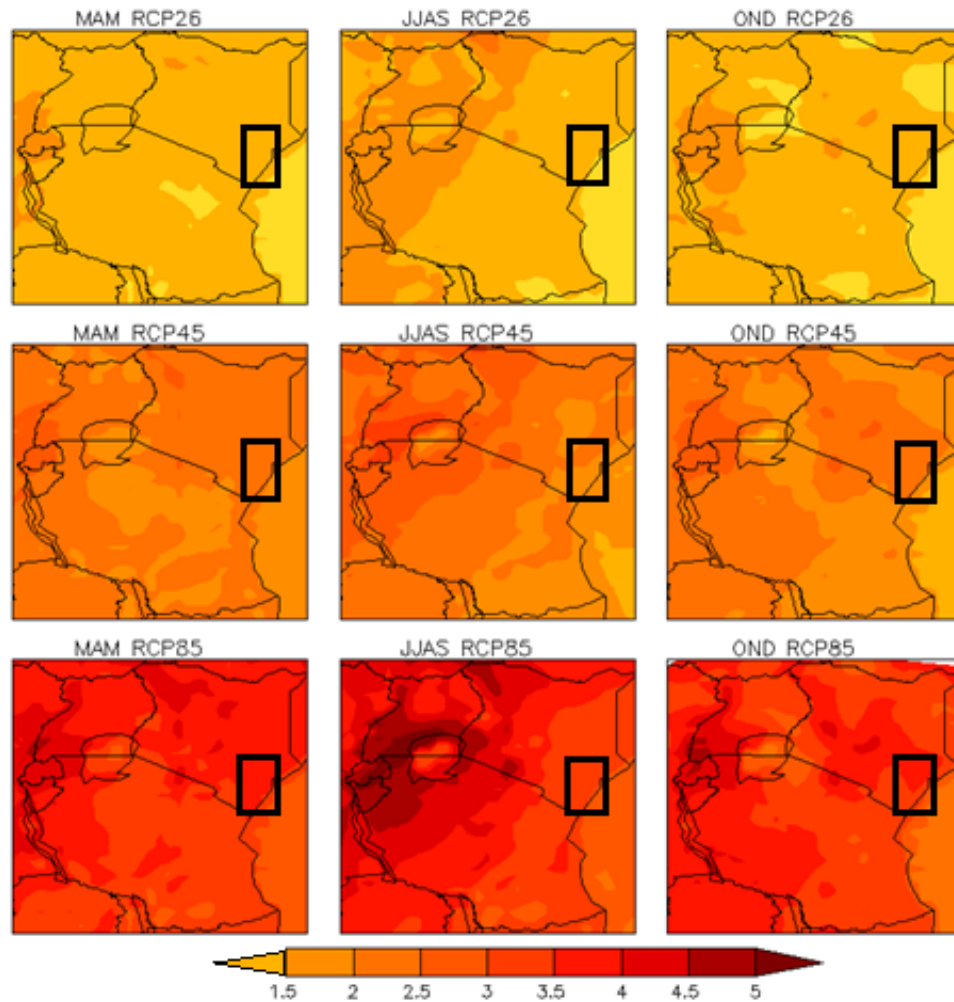 MAM RCP26 JJAS RCP26 OND RCP26
MAM RCP45 JJAS RCP45 OND RCP45
MAM RCP85 JJAS RCP85 OND RCP85
1.5 2 2.5 3 3.5 4 4.5 5